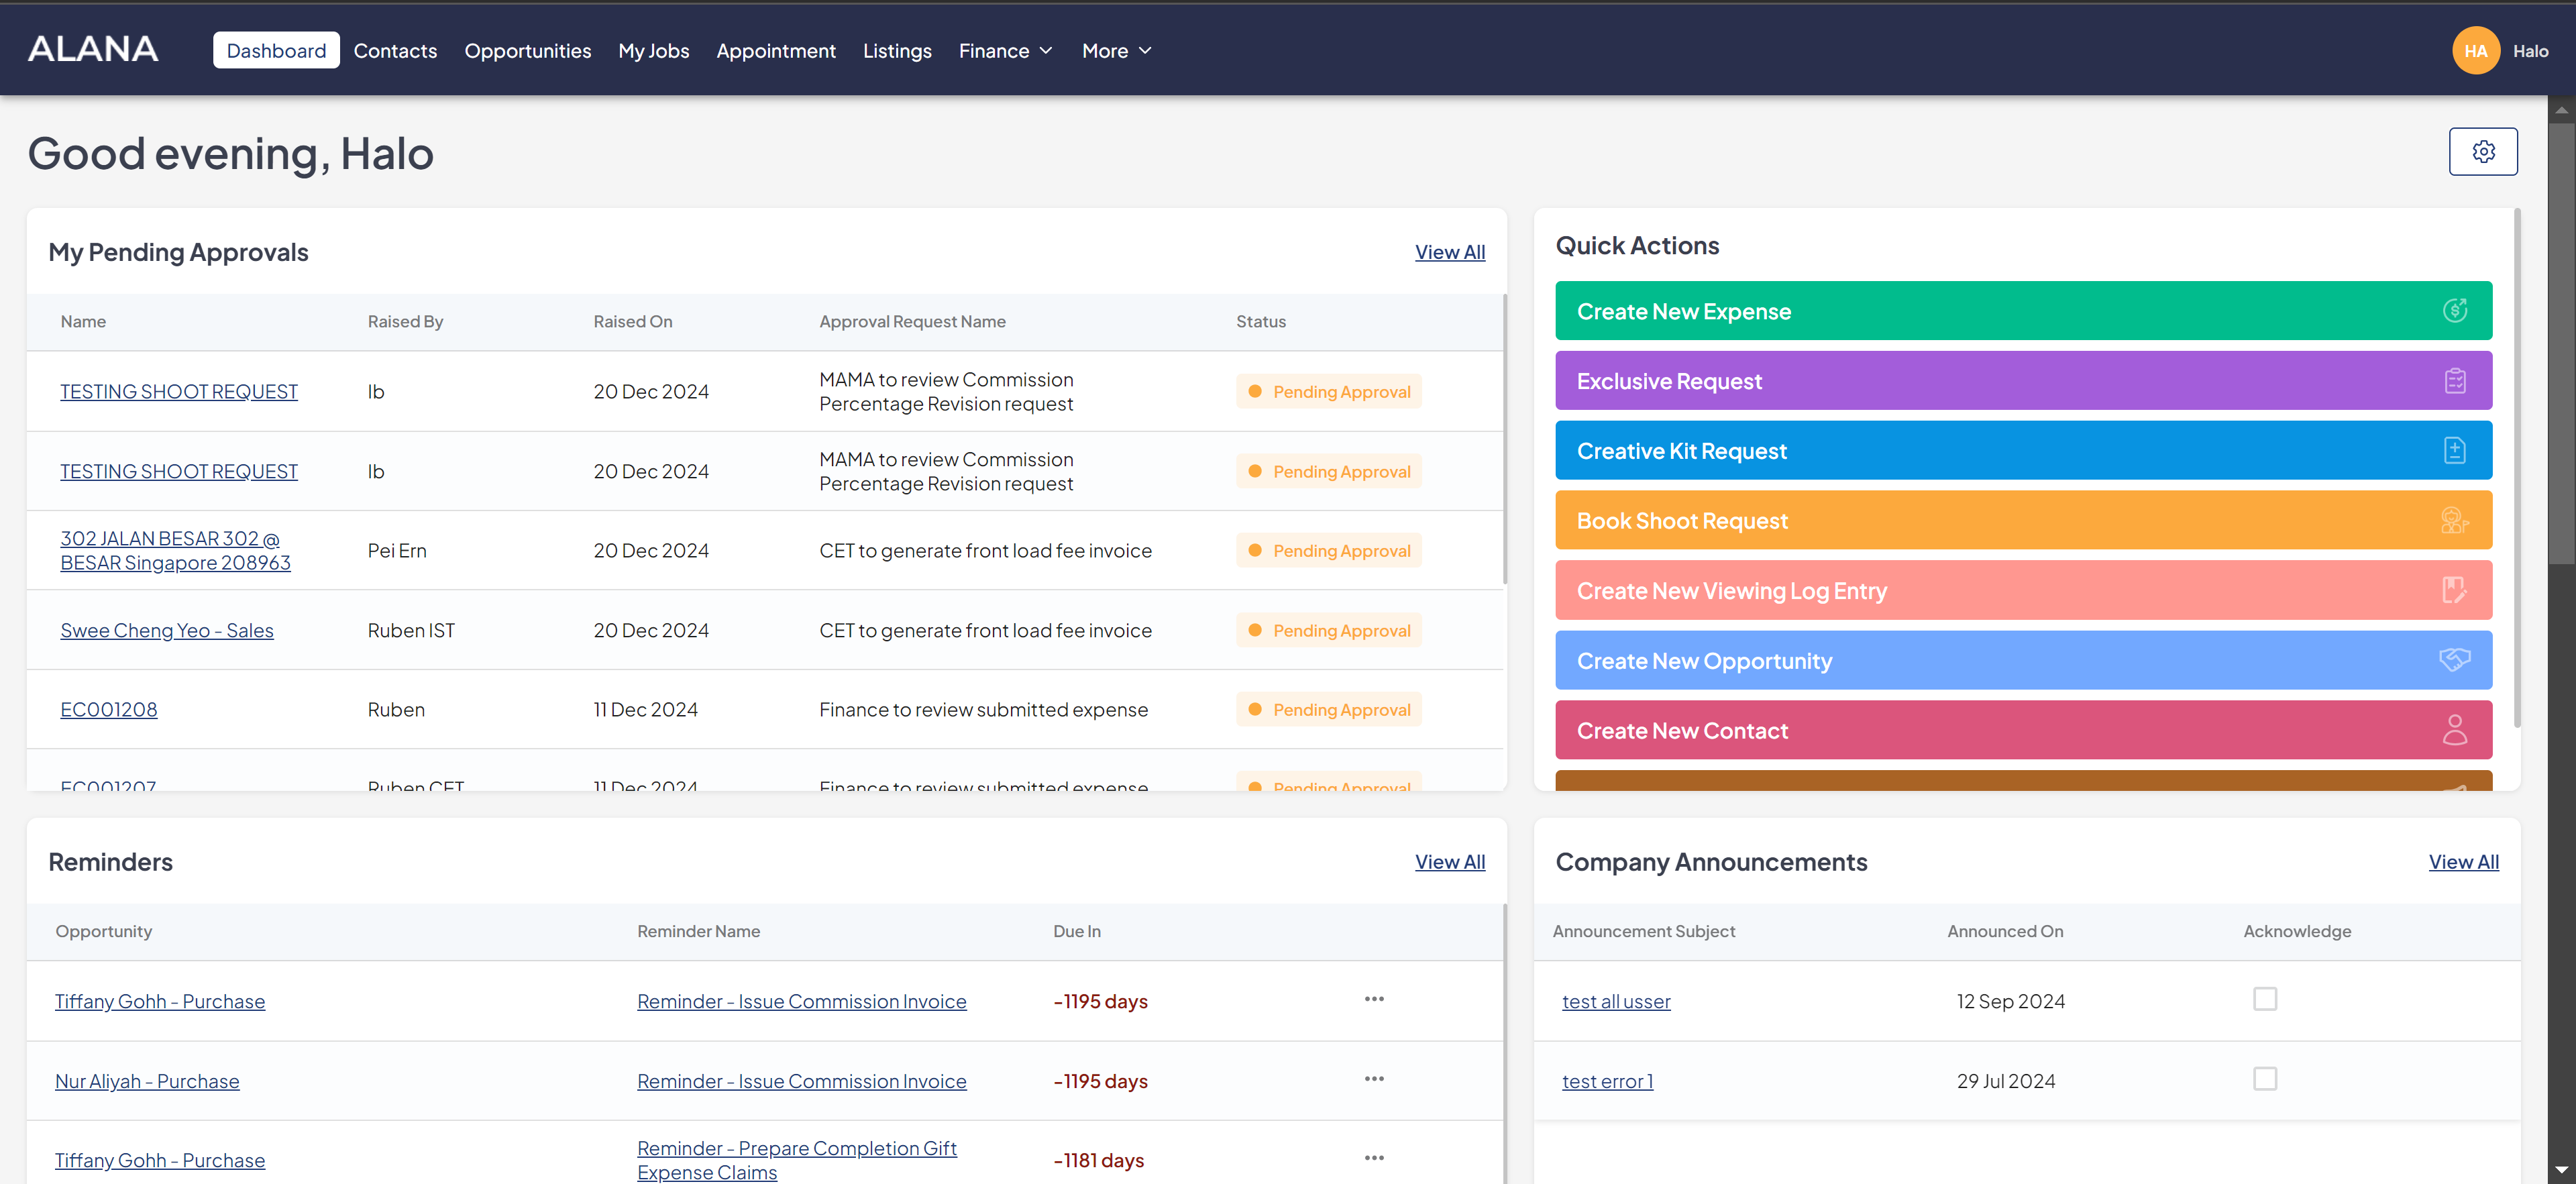 ALANA
Dashboard
Contacts
Opportunities
My Jobs
Appointment
Listings
Finance
More
HA
Halo
Good evening, Halo
My Pending Approvals
View All
Name
Raised By
Raised On
Approval Request Name
Status
TESTING SHOOT REQUEST
Ib
20 Dec 2024
MAMA to review Commission
Percentage Revision request
Pending Approval
TESTING SHOOT REQUEST
Ib
20 Dec 2024
MAMA to review Commission
Percentage Revision request
Pending Approval
302 JALAN BESAR 302 @
BESAR Singapore 208963
Pei Ern
20 Dec 2024
CET to generate front load fee invoice
Pending Approval
Swee Cheng Yeo - Sales
Ruben IST
20 Dec 2024
CET to generate front load fee invoice
Pending Approval
EC001208
Ruben
11 Dec 2024
Finance to review submitted expense
Pending Approval
EC001207
Ruben CET
11 Dec 2024
Finance to review submitted expense
Pending Approval
Quick Actions
Create New Expense
Exclusive Request
Creative Kit Request
Book Shoot Request
Create New Viewing Log Entry
Create New Opportunity
Create New Contact
Reminders
View All
Opportunity
Reminder Name
Due In
Tiffany Gohh - Purchase
Reminder - Issue Commission Invoice
-1195 days
Nur Aliyah - Purchase
Reminder - Issue Commission Invoice
-1195 days
Tiffany Gohh - Purchase
Reminder - Prepare Completion Gift
Expense Claims
-1181 days
Company Announcements
View All
Announcement Subject
Announced On
Acknowledge
test all usser
12 Sep 2024
test error 1
29 Jul 2024